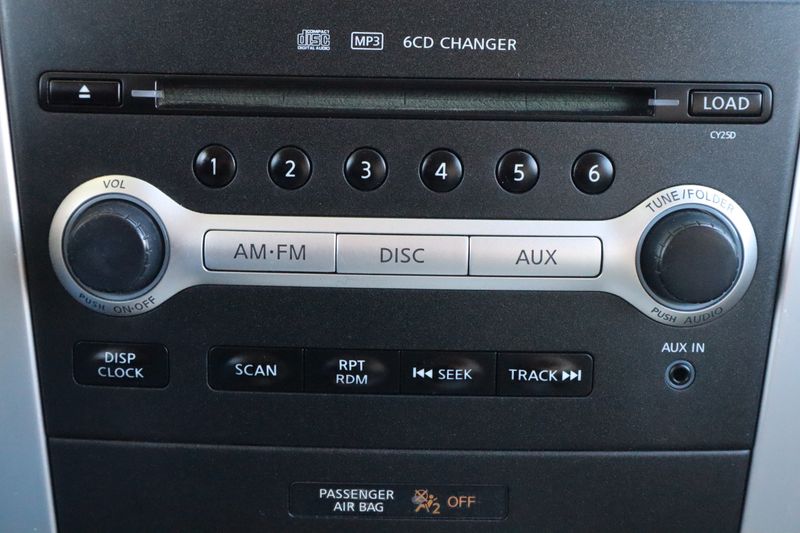 COMPACT disc DIGITAL AUDIO MP3 6CD CHANGER
LOAD
CY25D
1 2 3 4 5 6
VOL
TUNE/FOLDER
AM·FM DISC AUX
PUSH ON·OFF
PUSH AUDIO
DISP
CLOCK
SCAN
RPT
RDM
SEEK
TRACK
AUX IN
PASSENGER
AIR BAG
2 OFF